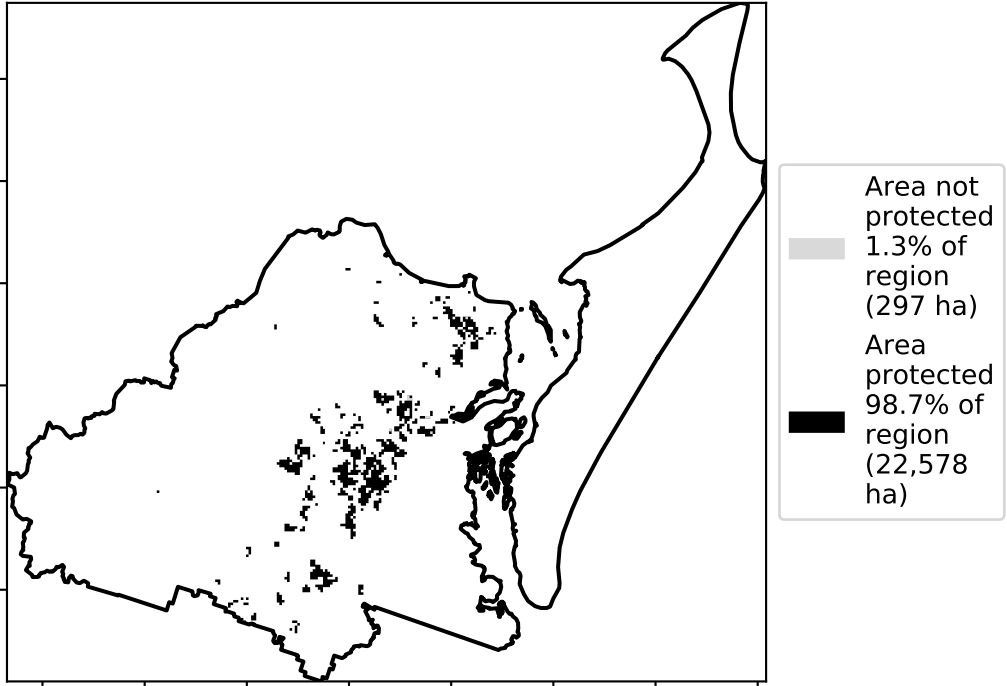 Area not
protected
1.3% of
region
(297 ha)
Area
protected
98.7% of
region
(22,578
ha)